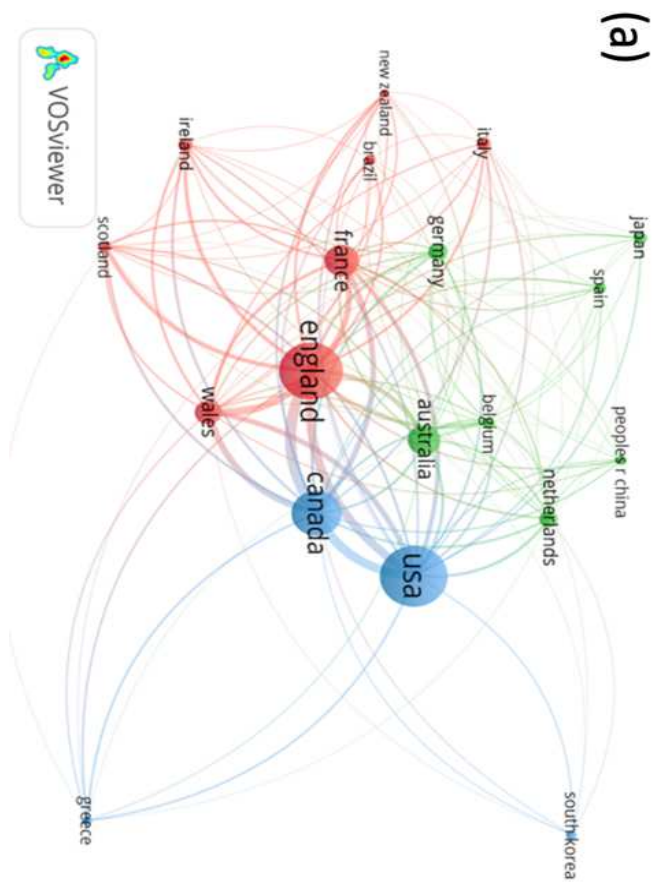 (a)
new zealand
italy
japan
ireland
brazil
germany
spain
scotland
france
england
wales
australia
belgium
peoples r china
canada
netherlands
usa
greece
south korea
VOSviewer